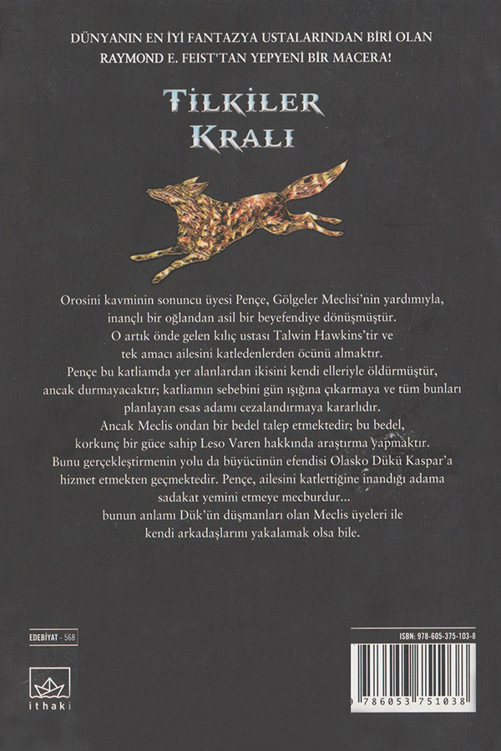 DÜNYANIN EN İYİ FANTAZYA USTALARINDAN BİRİ OLAN
RAYMOND E. FEIST'TAN YEPYENİ BİR MACERA!
TİLKİLER
KRALI
Orosini kavminin sonuncu üyesi Pençe, Gölgeler Meclisi'nin yardımıyla,
inançlı bir oğlandan asil bir beyefendiye dönüşmüştür.
O artık önde gelen kılıç ustası Talwin Hawkins'tir ve
tek amacı ailesini katledenlerden öcünü almaktır.
Pençe bu katliamda yer alanlardan ikisini kendi elleriyle öldürmüştür,
ancak durmayacaktır; katliamın sebebini gün ışığına çıkarmaya ve tüm bunları
planlayan esas adamı cezalandırmaya kararlıdır.
Ancak Meclis ondan bir bedel talep etmektedir; bu bedel,
korkunç bir güce sahip Leso Varen hakkında araştırma yapmaktır.
Bunu gerçekleştirmenin yolu da büyücünün efendisi Olasko Dükü Kaspar'a
hizmet etmekten geçmektedir. Pençe, ailesini katlettiğine inandığı adama
sadakat yemini etmeye mecburdur...
bunun anlamı Dük'ün düşmanları olan Meclis üyeleri ile
kendi arkadaşlarını yakalamak olsa bile.
EDEBİYAT - 568
ithaki
ISBN: 978-605-375-103-8
9 786053 751038